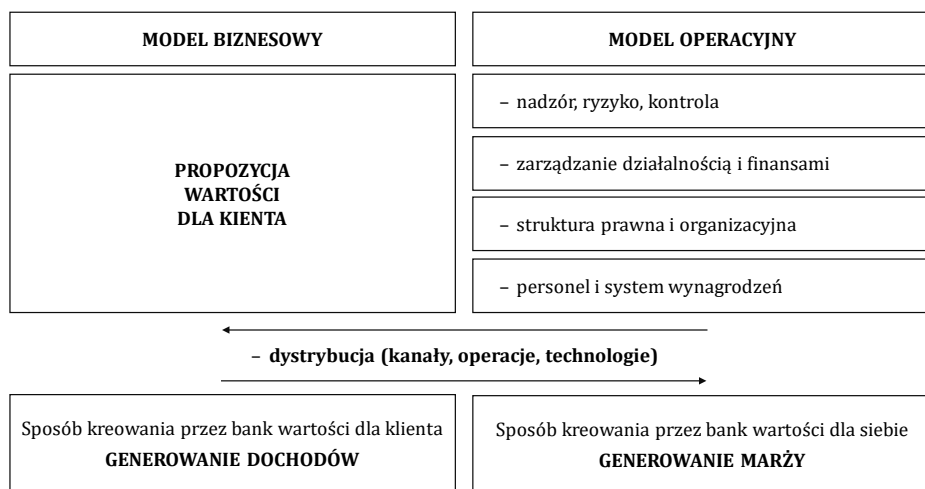 MODEL BIZNESOWY
MODEL OPERACYJNY
PROPOZYCJA
WARTOŚCI
DLA KIENTA
– nadzór, ryzyko, kontrola
– zarządzanie działalnością i finansami
– struktura prawna i organizacyjna
– personel i system wynagrodzeń
– dystrybucja (kanały, operacje, technologie)
Sposób kreowania przez bank wartości dla klienta
GENEROWANIE DOCHODÓW
Sposób kreowania przez bank wartości dla siebie
GENEROWANIE MARŻY